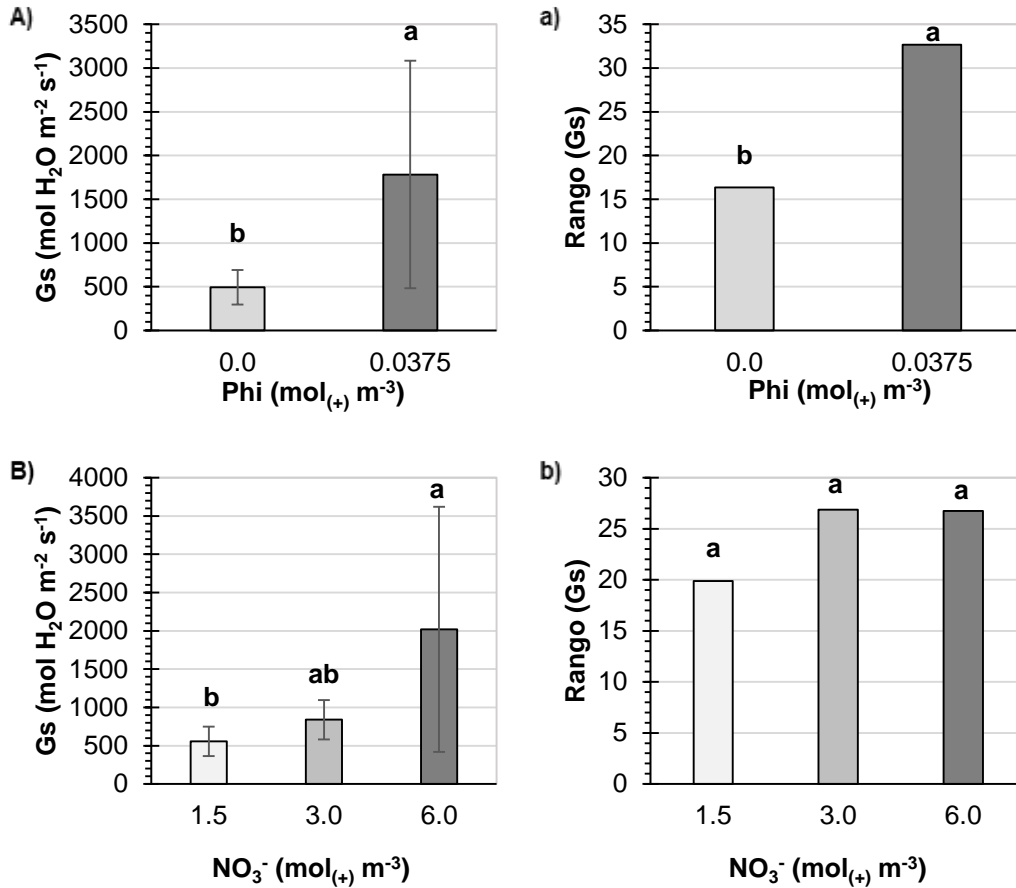 A)
Gs (mol H₂O m⁻² s⁻¹)
3500
3000
2500
2000
1500
1000
500
0
b
a
0.0
0.0375
Phi (mol₍₊₎ m⁻³)
a)
Rango (Gs)
35
30
25
20
15
10
5
0
b
a
0.0
0.0375
Phi (mol₍₊₎ m⁻³)
B)
Gs (mol H₂O m⁻² s⁻¹)
4000
3500
3000
2500
2000
1500
1000
500
0
b
ab
a
1.5
3.0
6.0
NO₃⁻ (mol₍₊₎ m⁻³)
b)
Rango (Gs)
30
25
20
15
10
5
0
a
a
a
1.5
3.0
6.0
NO₃⁻ (mol₍₊₎ m⁻³)